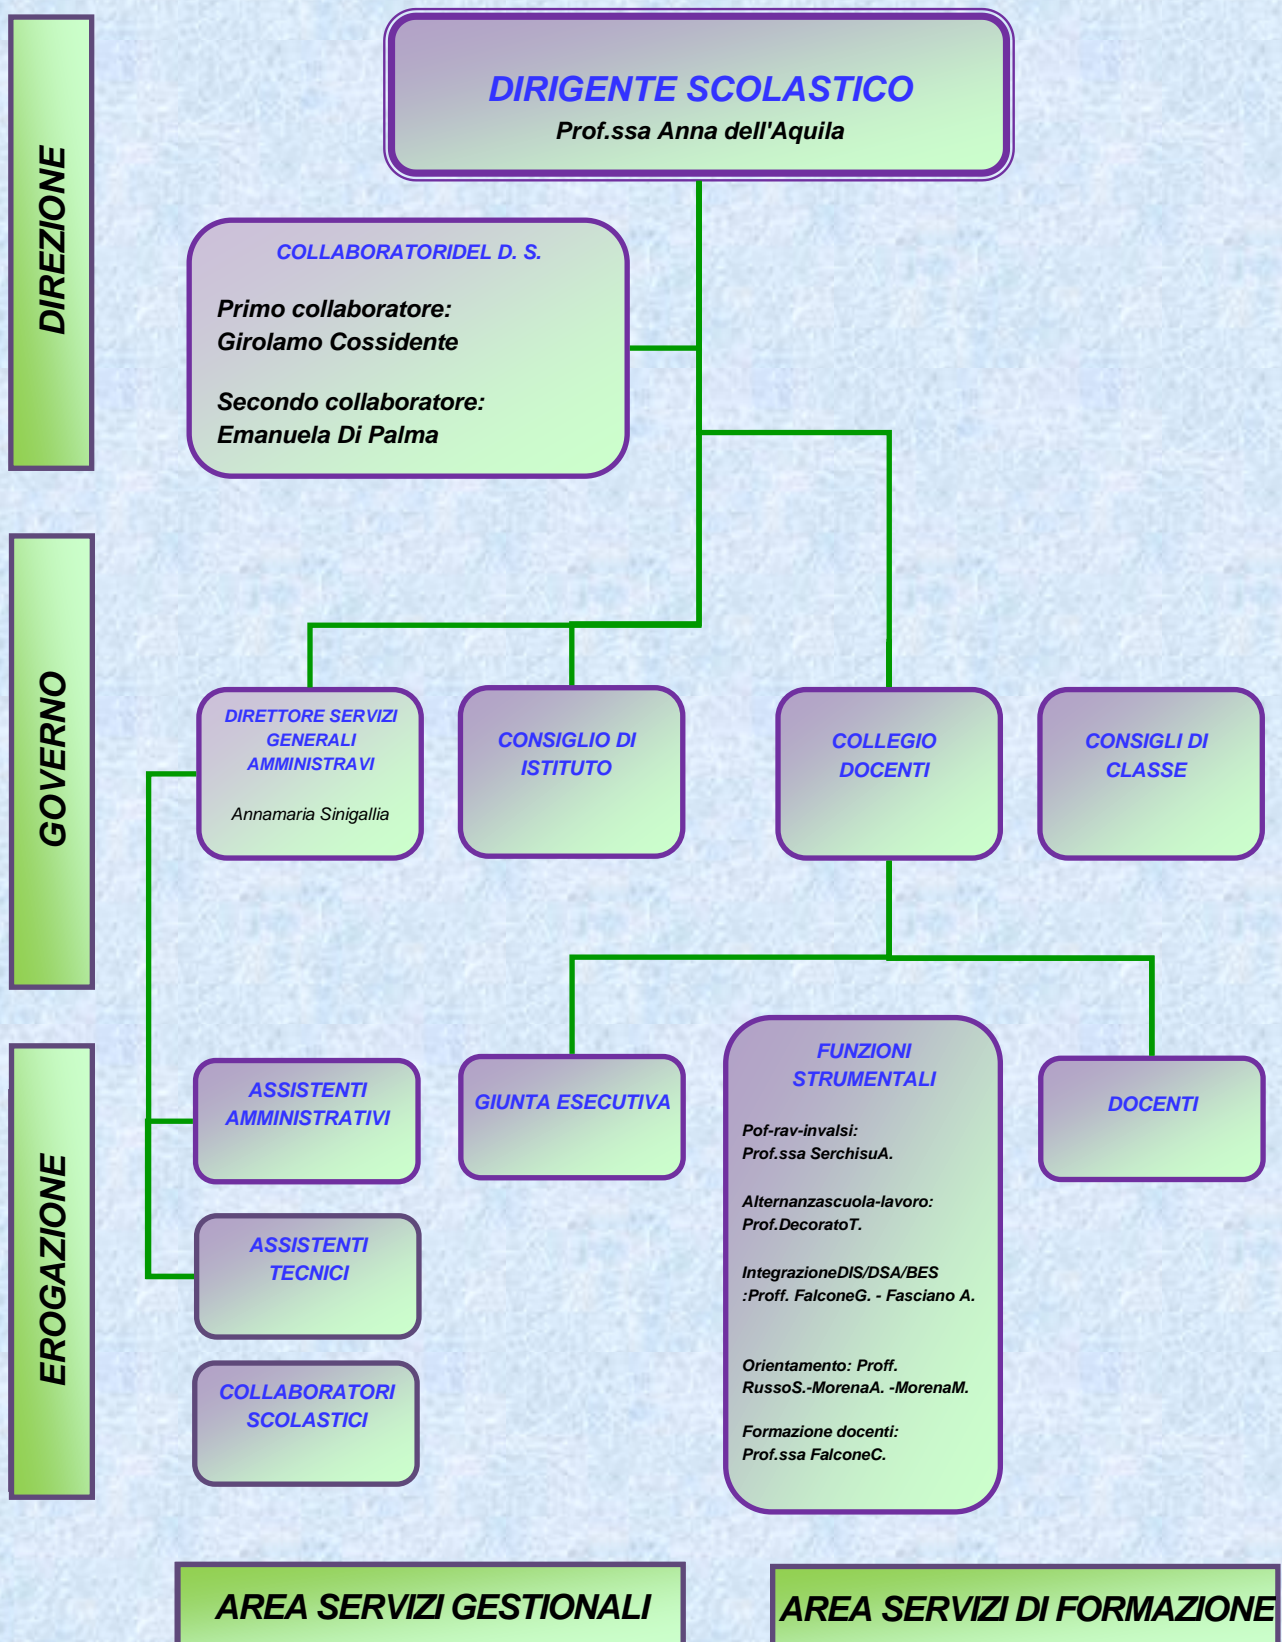 DIREZIONE
DIRIGENTE SCOLASTICO
Prof.ssa Anna dell'Aquila
COLLABORATORIDEL D. S.
Primo collaboratore:
Girolamo Cossidente
Secondo collaboratore:
Emanuela Di Palma
GOVERNO
DIRETTORE SERVIZI
GENERALI
AMMINISTRAVI
Annamaria Sinigallia
CONSIGLIO DI
ISTITUTO
COLLEGIO
DOCENTI
CONSIGLI DI
CLASSE
EROGAZIONE
ASSISTENTI
AMMINISTRATIVI
ASSISTENTI
TECNICI
COLLABORATORI
SCOLASTICI
GIUNTA ESECUTIVA
FUNZIONI
STRUMENTALI
Pof-rav-invalsi:
Prof.ssa SerchisuA.
Alternanzascuola-lavoro:
Prof.DecoratoT.
IntegrazioneDIS/DSA/BES
:Proff. FalconeG. - Fasciano A.
Orientamento: Proff.
RussoS.-MorenaA. -MorenaM.
Formazione docenti:
Prof.ssa FalconeC.
DOCENTI
AREA SERVIZI GESTIONALI
AREA SERVIZI DI FORMAZIONE